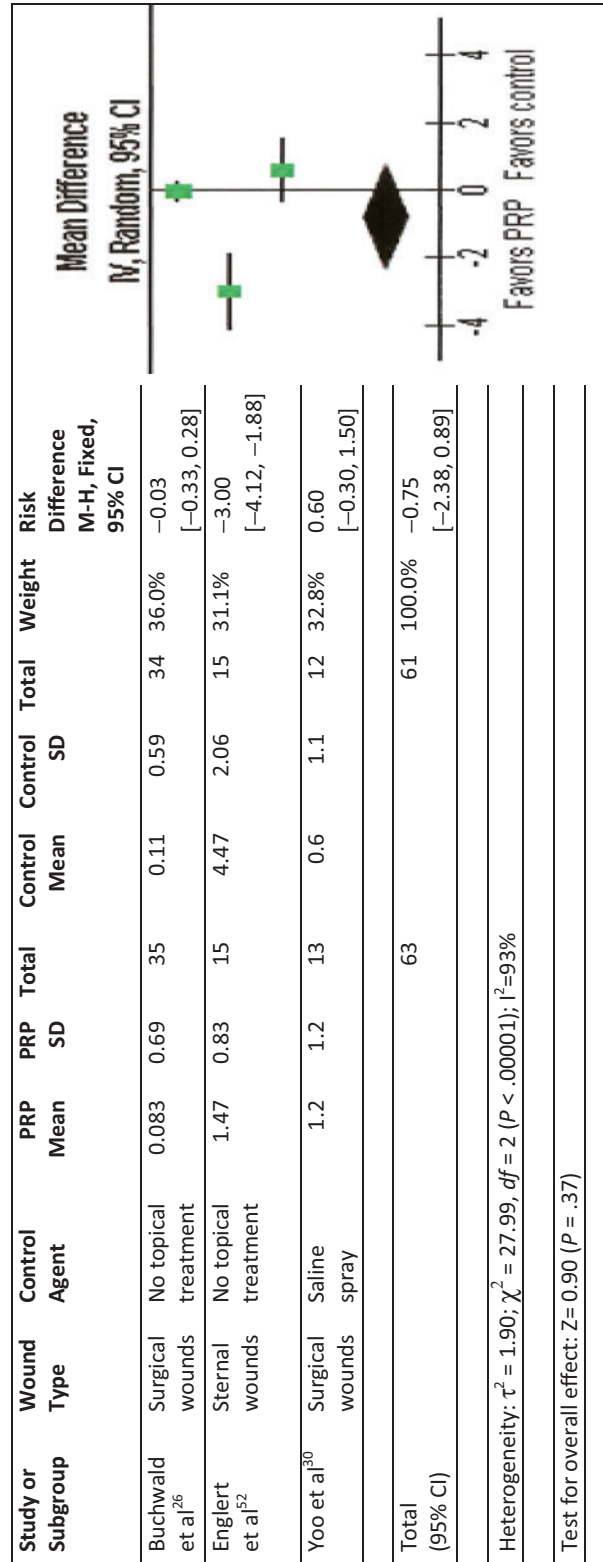 Study or Subgroup	Wound Type	Control Agent	PRP Mean	PRP SD	Total	Control Mean	Control SD	Total	Weight	Risk Difference M-H, Fixed, 95% CI	Mean Difference IV, Random, 95% CI
Buchwald et al26	Surgical wounds	No topical treatment	0.083	0.69	35	0.11	0.59	34	36.0%	−0.03 [−0.33, 0.28]
Englert et al52	Sternal wounds	No topical treatment	1.47	0.83	15	4.47	2.06	15	31.1%	−3.00 [−4.12, −1.88]
Yoo et al30	Surgical wounds	Saline spray	1.2	1.2	13	0.6	1.1	12	32.8%	0.60 [−0.30, 1.50]
Total (95% CI)	63	61	100.0%	−0.75 [−2.38, 0.89]
Heterogeneity: τ2 = 1.90; χ2 = 27.99, df = 2 (P < .00001); I2=93%
Test for overall effect: Z= 0.90 (P = .37)
-4 -2 0 2 4
Favors PRP Favors control